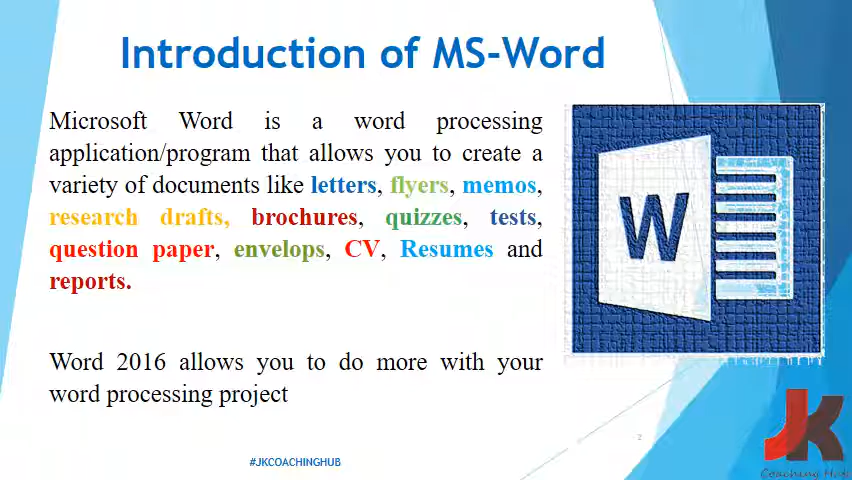 Introduction of MS-Word
Microsoft Word is a word processing
application/program that allows you to create a
variety of documents like letters, flyers, memos,
research drafts, brochures, quizzes, tests,
question paper, envelops, CV, Resumes and
reports.
W
Word 2016 allows you to do more with your
word processing project
2
#JKCOACHINGHUB
JK
Coaching Hub